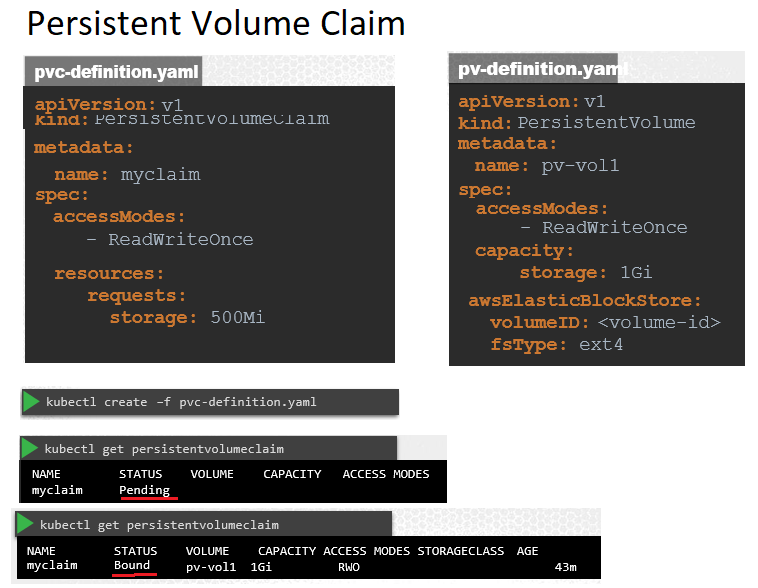 Persistent Volume Claim
pvc-definition.yaml
apiVersion: v1
kind: PersistentVolumeClaim
metadata:
name: myclaim
spec:
accessModes:
- ReadWriteOnce
resources:
requests:
storage: 500Mi
pv-definition.yaml
apiVersion: v1
kind: PersistentVolume
metadata:
name: pv-vol1
spec:
accessModes:
- ReadWriteOnce
capacity:
storage: 1Gi
awsElasticBlockStore:
volumeID: <volume-id>
fsType: ext4
kubectl create -f pvc-definition.yaml
kubectl get persistentvolumeclaim
NAME STATUS VOLUME CAPACITY ACCESS MODES
myclaim Pending
kubectl get persistentvolumeclaim
NAME STATUS VOLUME CAPACITY ACCESS MODES STORAGECLASS AGE
myclaim Bound pv-vol1 1Gi RWO 43m